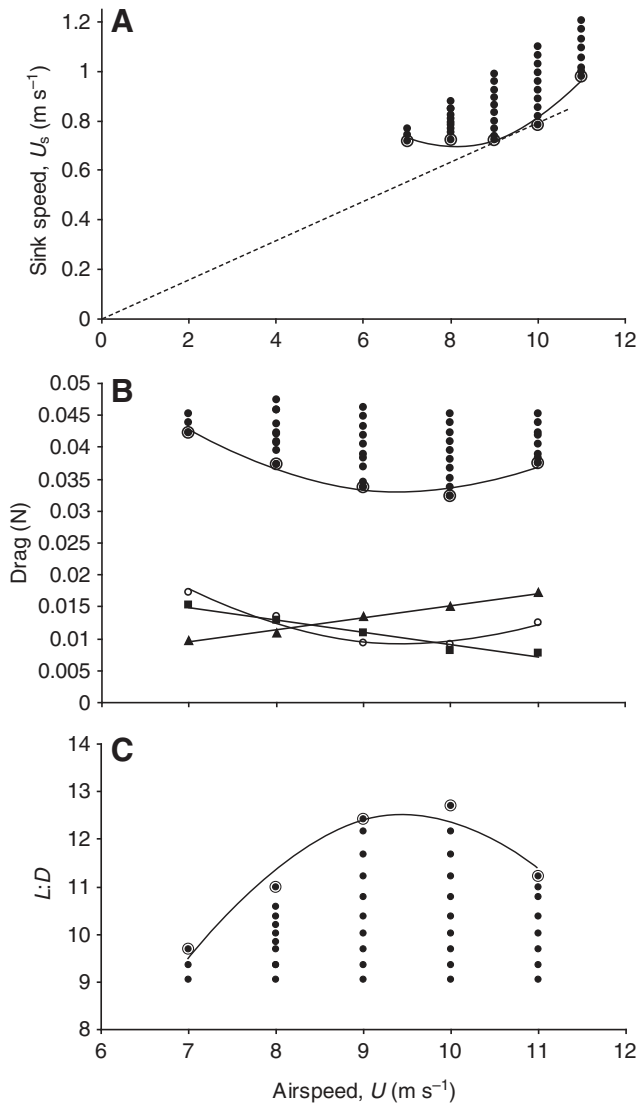 A
1.2
1
0.8
0.6
0.4
0.2
0
Sink speed, Us (m s–1)
0 2 4 6 8 10 12
B
0.05
0.045
0.04
0.035
0.03
0.025
0.02
0.015
0.01
0.005
0
Drag (N)
C
14
13
12
11
10
9
8
L:D
6 7 8 9 10 11 12
Airspeed, U (m s–1)